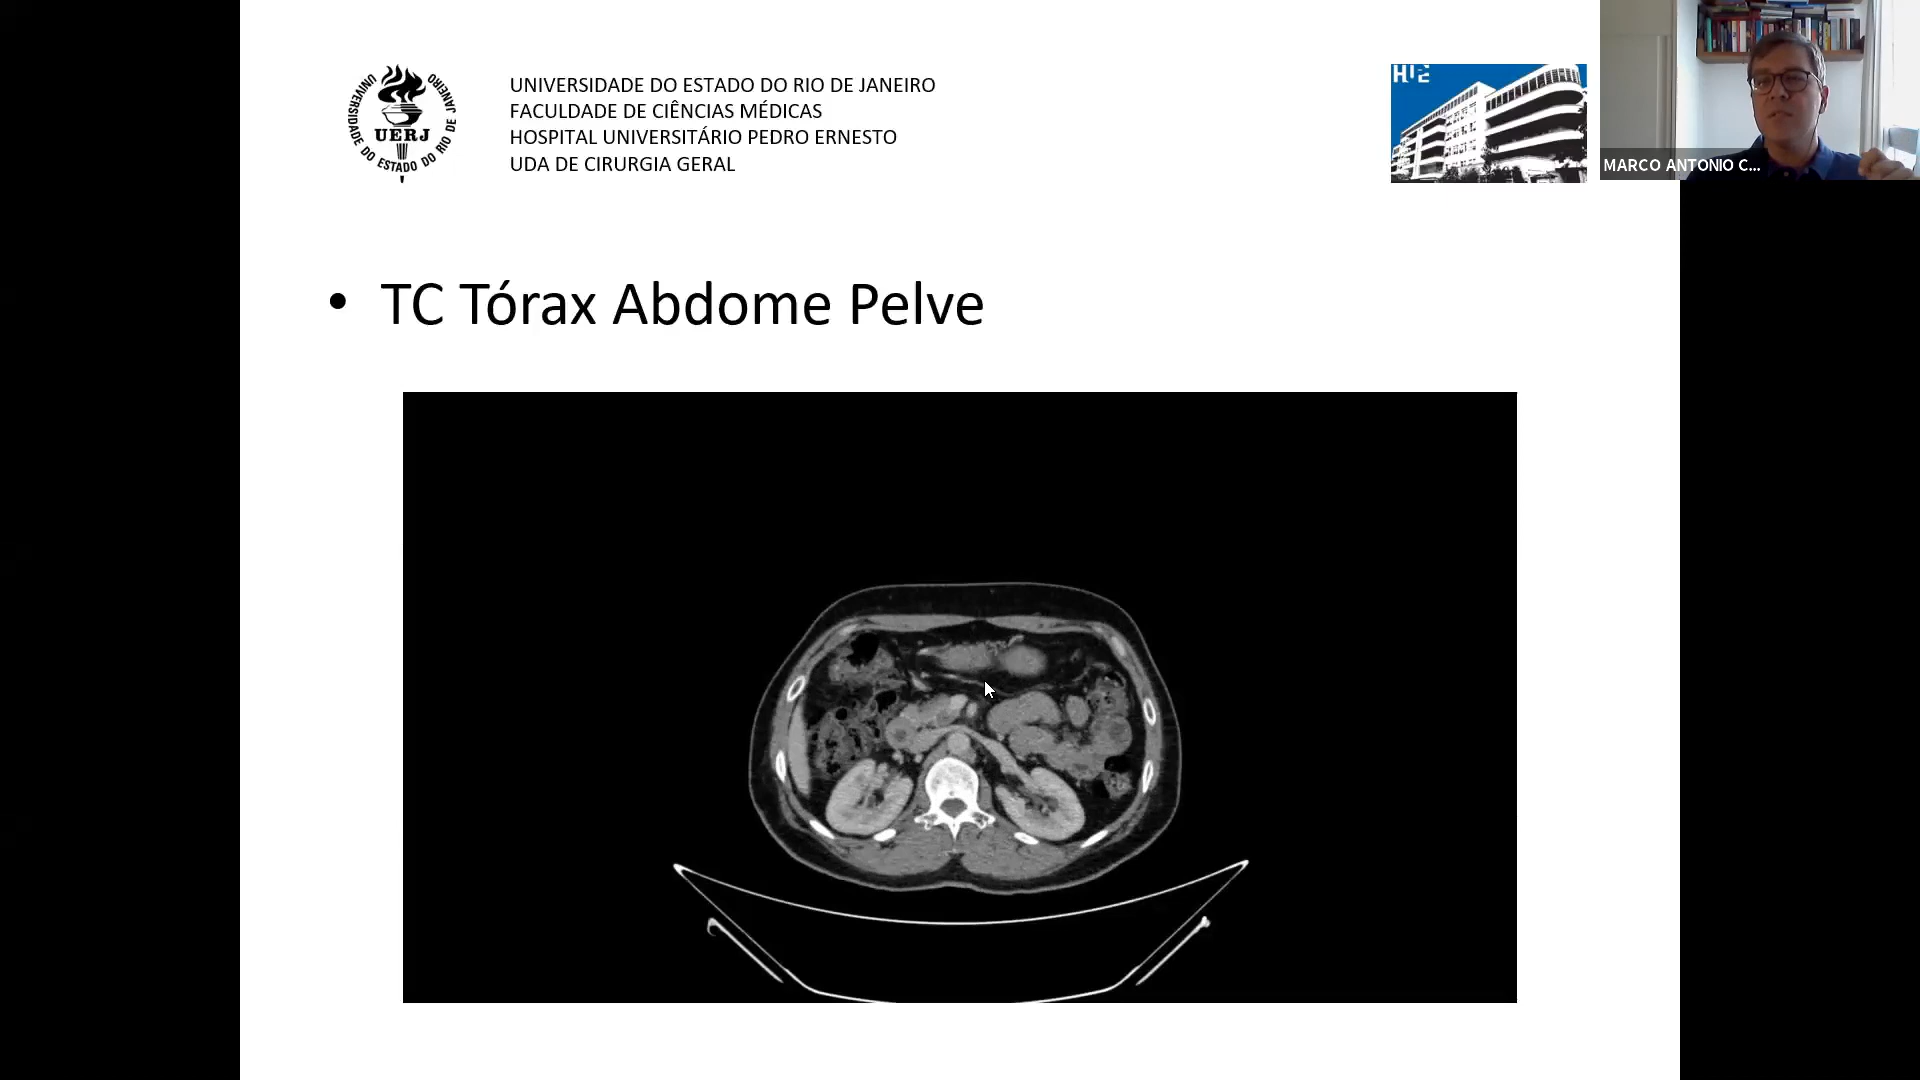 UNIVERSIDADE DO ESTADO DO RIO DE JANEIRO
UERJ
UNIVERSIDADE DO ESTADO DO RIO DE JANEIRO
FACULDADE DE CIÊNCIAS MÉDICAS
HOSPITAL UNIVERSITÁRIO PEDRO ERNESTO
UDA DE CIRURGIA GERAL
MARCO ANTONIO C...
• TC Tórax Abdome Pelve